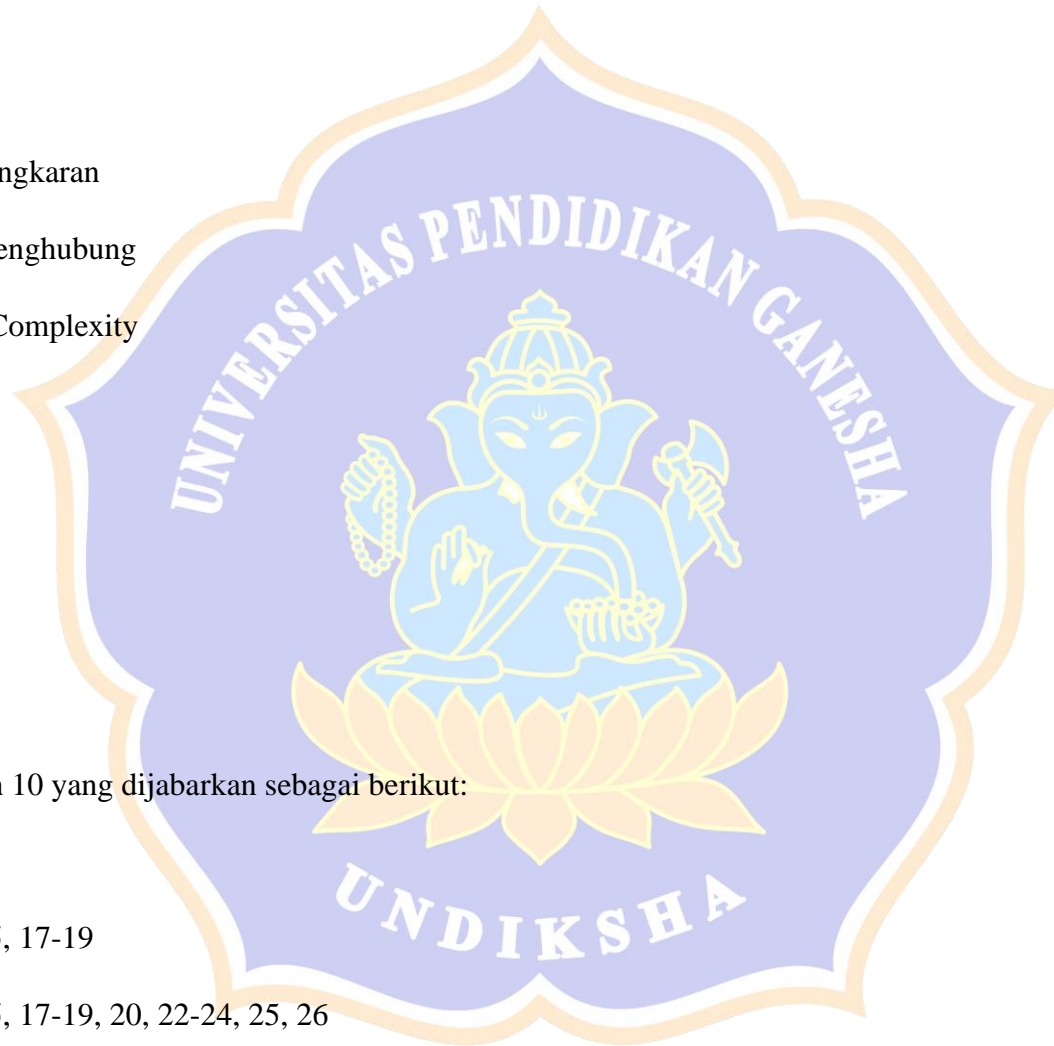 ngkaran
UNIVERSITAS PENDIDIKAN GANESHA
enghubung
Complexity
10 yang dijabarkan sebagai berikut:
UNDIKSHA
, 17-19
, 17-19, 20, 22-24, 25, 26